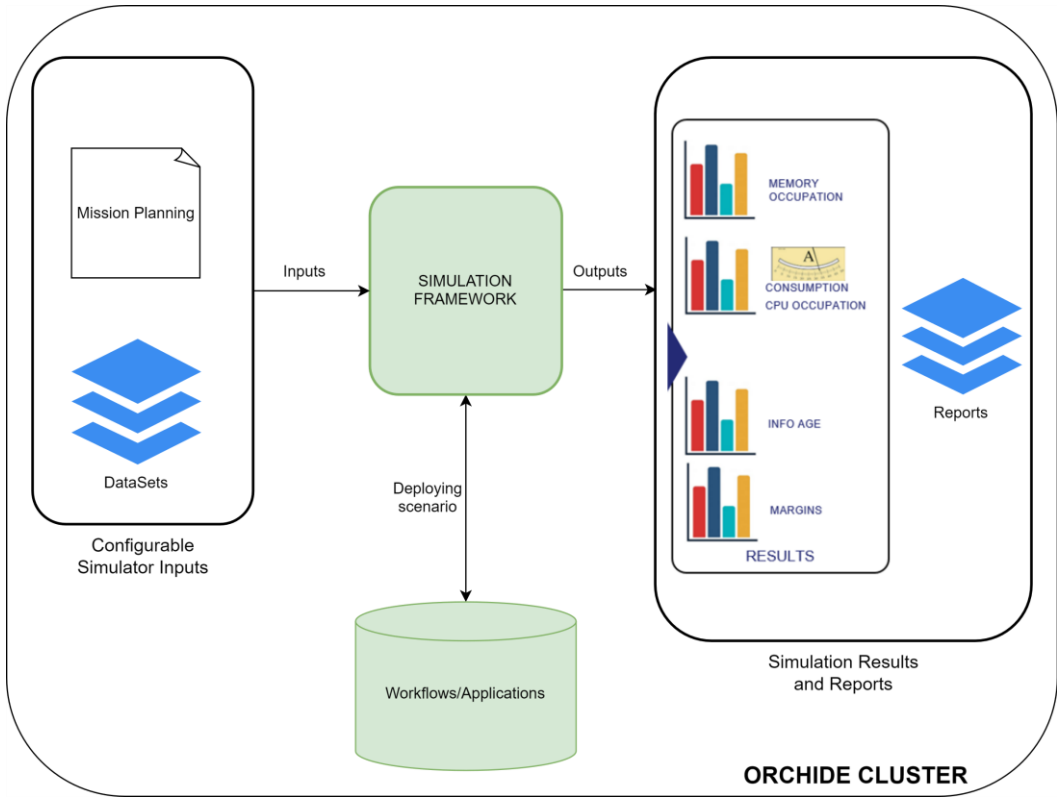 Mission Planning
DataSets
Configurable
Simulator Inputs
Inputs
SIMULATION
FRAMEWORK
Outputs
Deploying
scenario
Workflows/Applications
MEMORY
OCCUPATION
A
CONSUMPTION
CPU OCCUPATION
INFO AGE
MARGINS
RESULTS
Reports
Simulation Results
and Reports
ORCHIDE CLUSTER